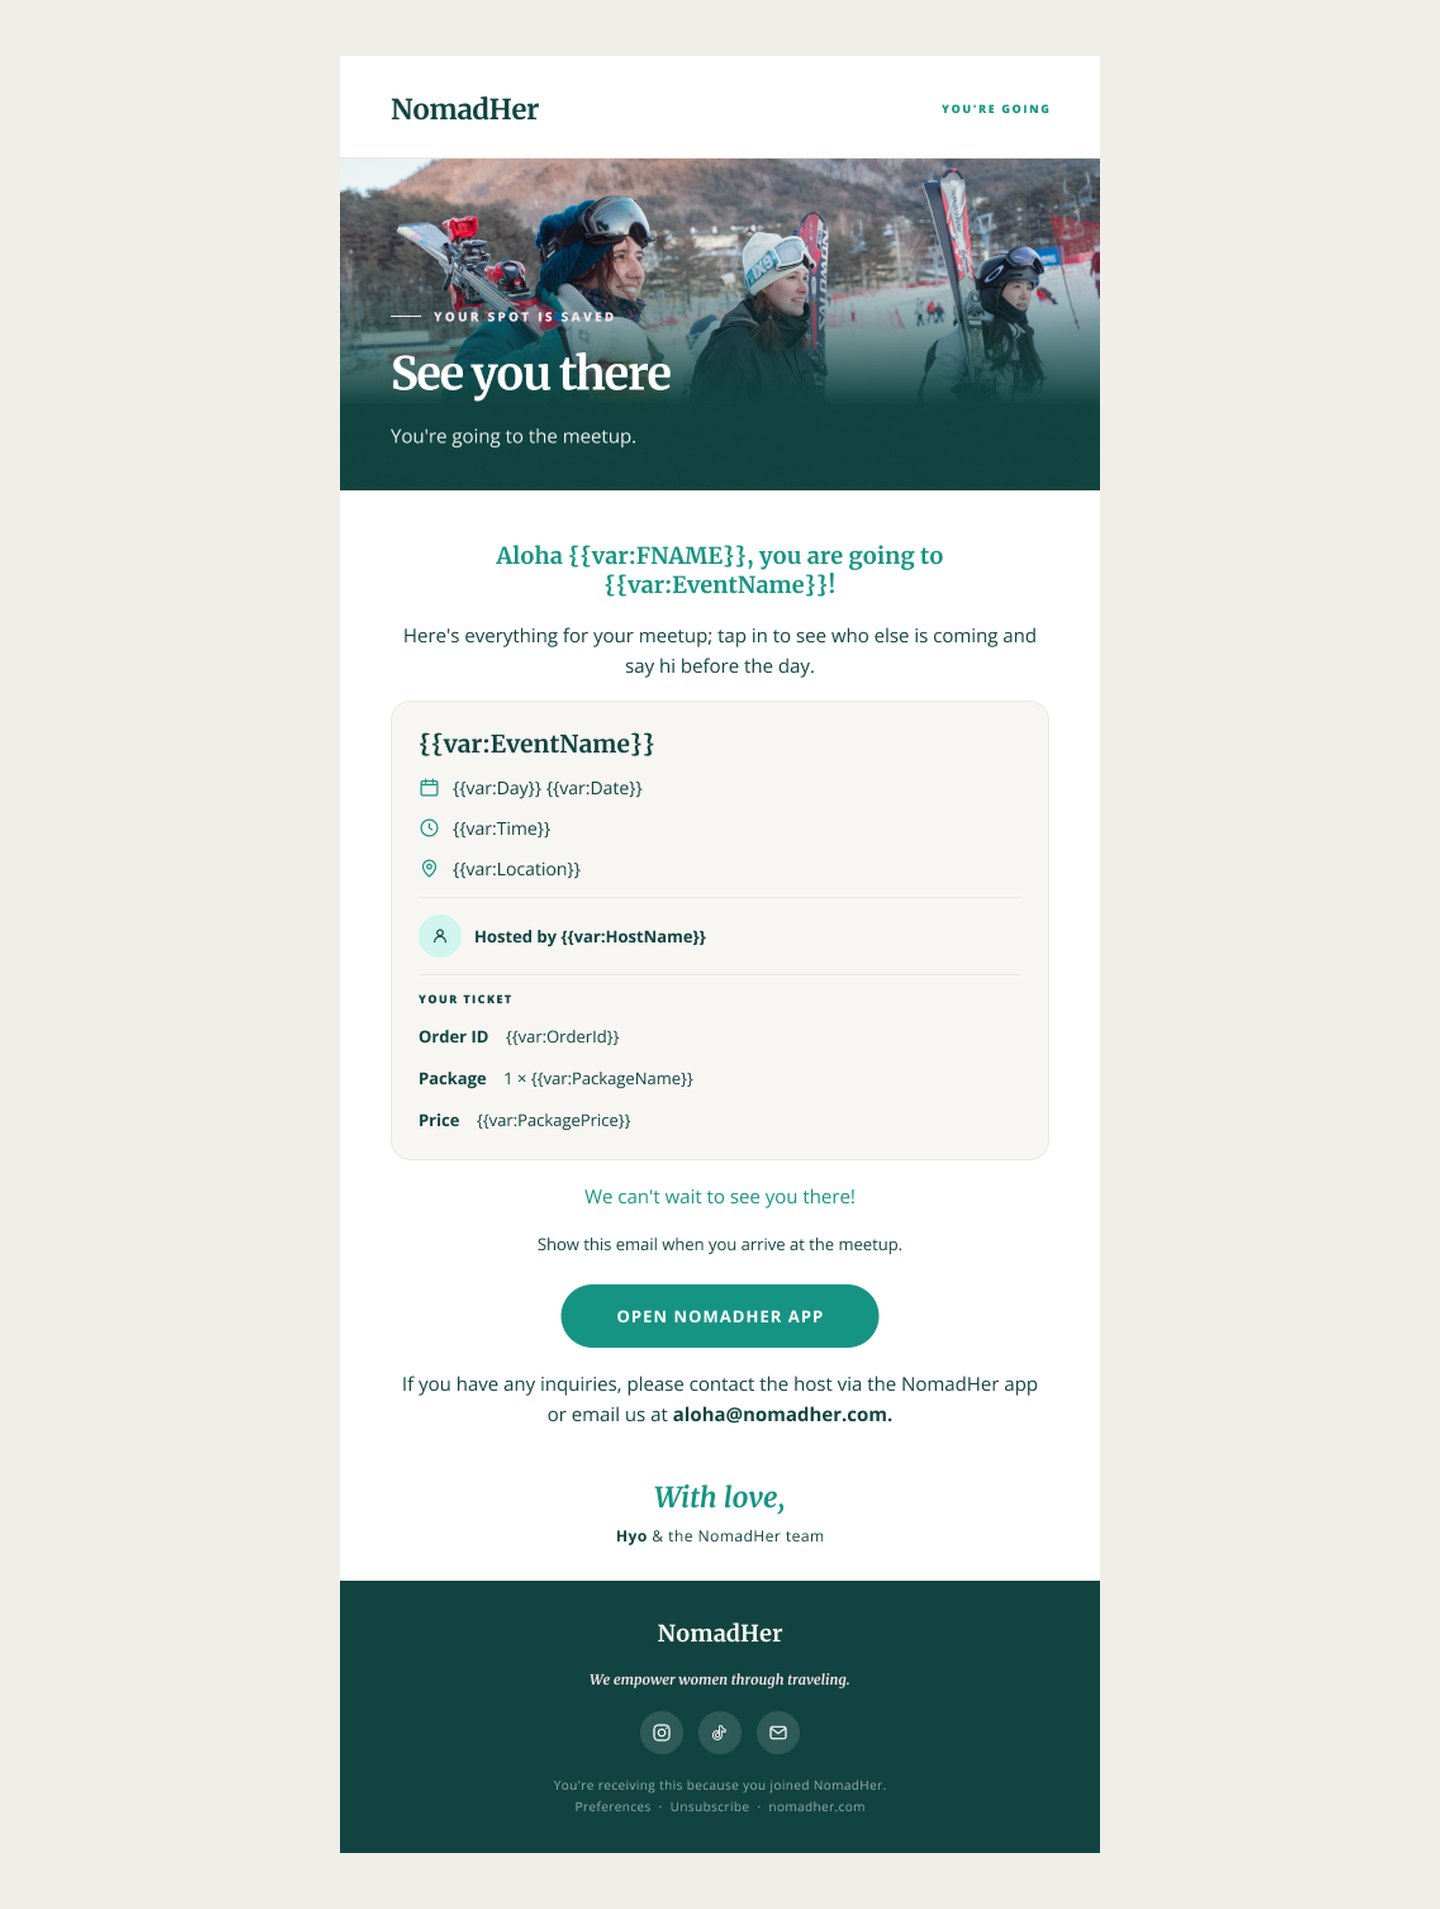 NomadHer
YOU'RE GOING
YOUR SPOT IS SAVED
See you there
You're going to the meetup.
Aloha {{var:FNAME}}, you are going to
{{var:EventName}}!
Here's everything for your meetup; tap in to see who else is coming and
say hi before the day.
{{var:EventName}}
{{var:Day}} {{var:Date}}
{{var:Time}}
{{var:Location}}
Hosted by {{var:HostName}}
YOUR TICKET
Order ID {{var:OrderId}}
Package 1 × {{var:PackageName}}
Price {{var:PackagePrice}}
We can't wait to see you there!
Show this email when you arrive at the meetup.
OPEN NOMADHER APP
If you have any inquiries, please contact the host via the NomadHer app
or email us at aloha@nomadher.com.
With love,
Hyo & the NomadHer team
NomadHer
We empower women through traveling.
You're receiving this because you joined NomadHer.
Preferences · Unsubscribe · nomadher.com